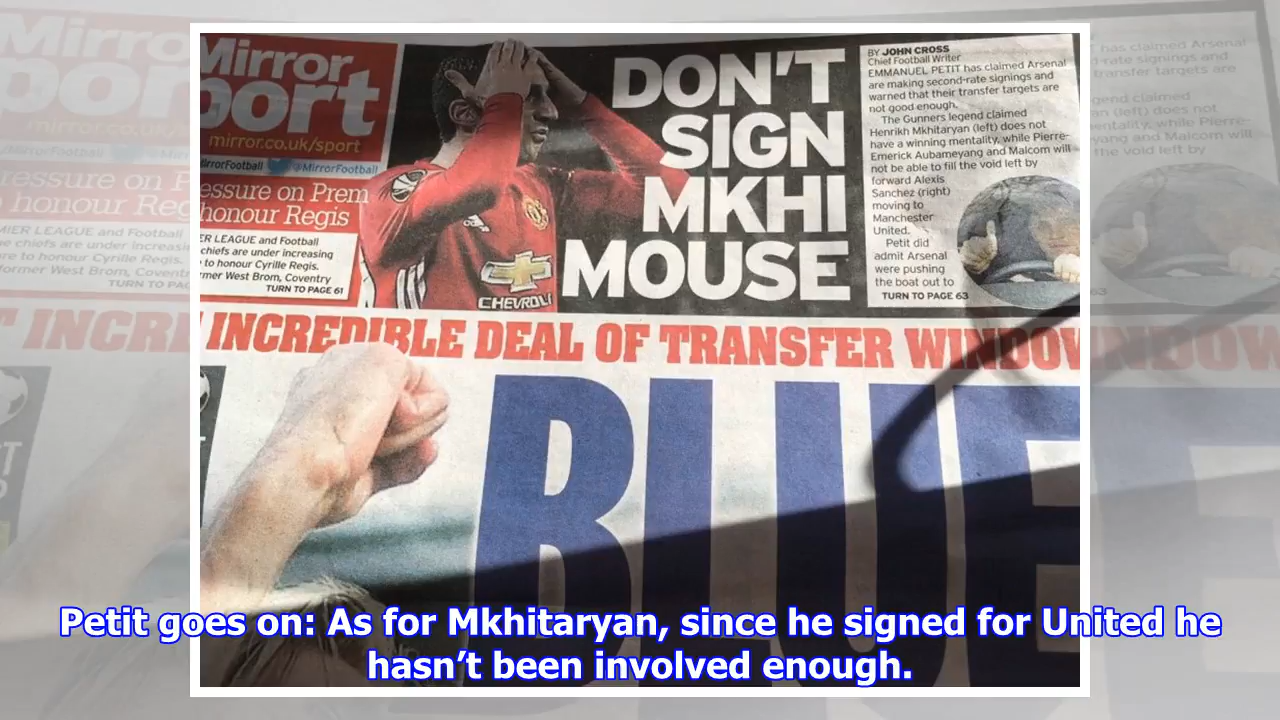 Mirror
Sport
mirror.co.uk/sport
MirrorFootball @MirrorFootball
essure on Prem
honour Regis
ER LEAGUE and Football
chiefs are under increasing
re to honour Cyrille Regis.
rmer West Brom, Coventry
TURN TO PAGE 61
DON'T
SIGN
MKHI
MOUSE
CHEVROLE
BY JOHN CROSS
Chief Football Writer
EMMANUEL PETIT has claimed Arsenal
are making second-rate signings and
warned that their transfer targets are
not good enough.
The Gunners legend claimed
Henrikh Mkhitaryan (left) does not
have a winning mentality, while Pierre-
Emerick Aubameyang and Malcom will
not be able to fill the void left by
forward Alexis
Sanchez (right)
moving to
Manchester
United.
Petit did
admit Arsenal
were pushing
the boat out to
TURN TO PAGE 63
INCREDIBLE DEAL OF TRANSFER WINDOW
BLUE
Petit goes on: As for Mkhitaryan, since he signed for United he
hasn’t been involved enough.